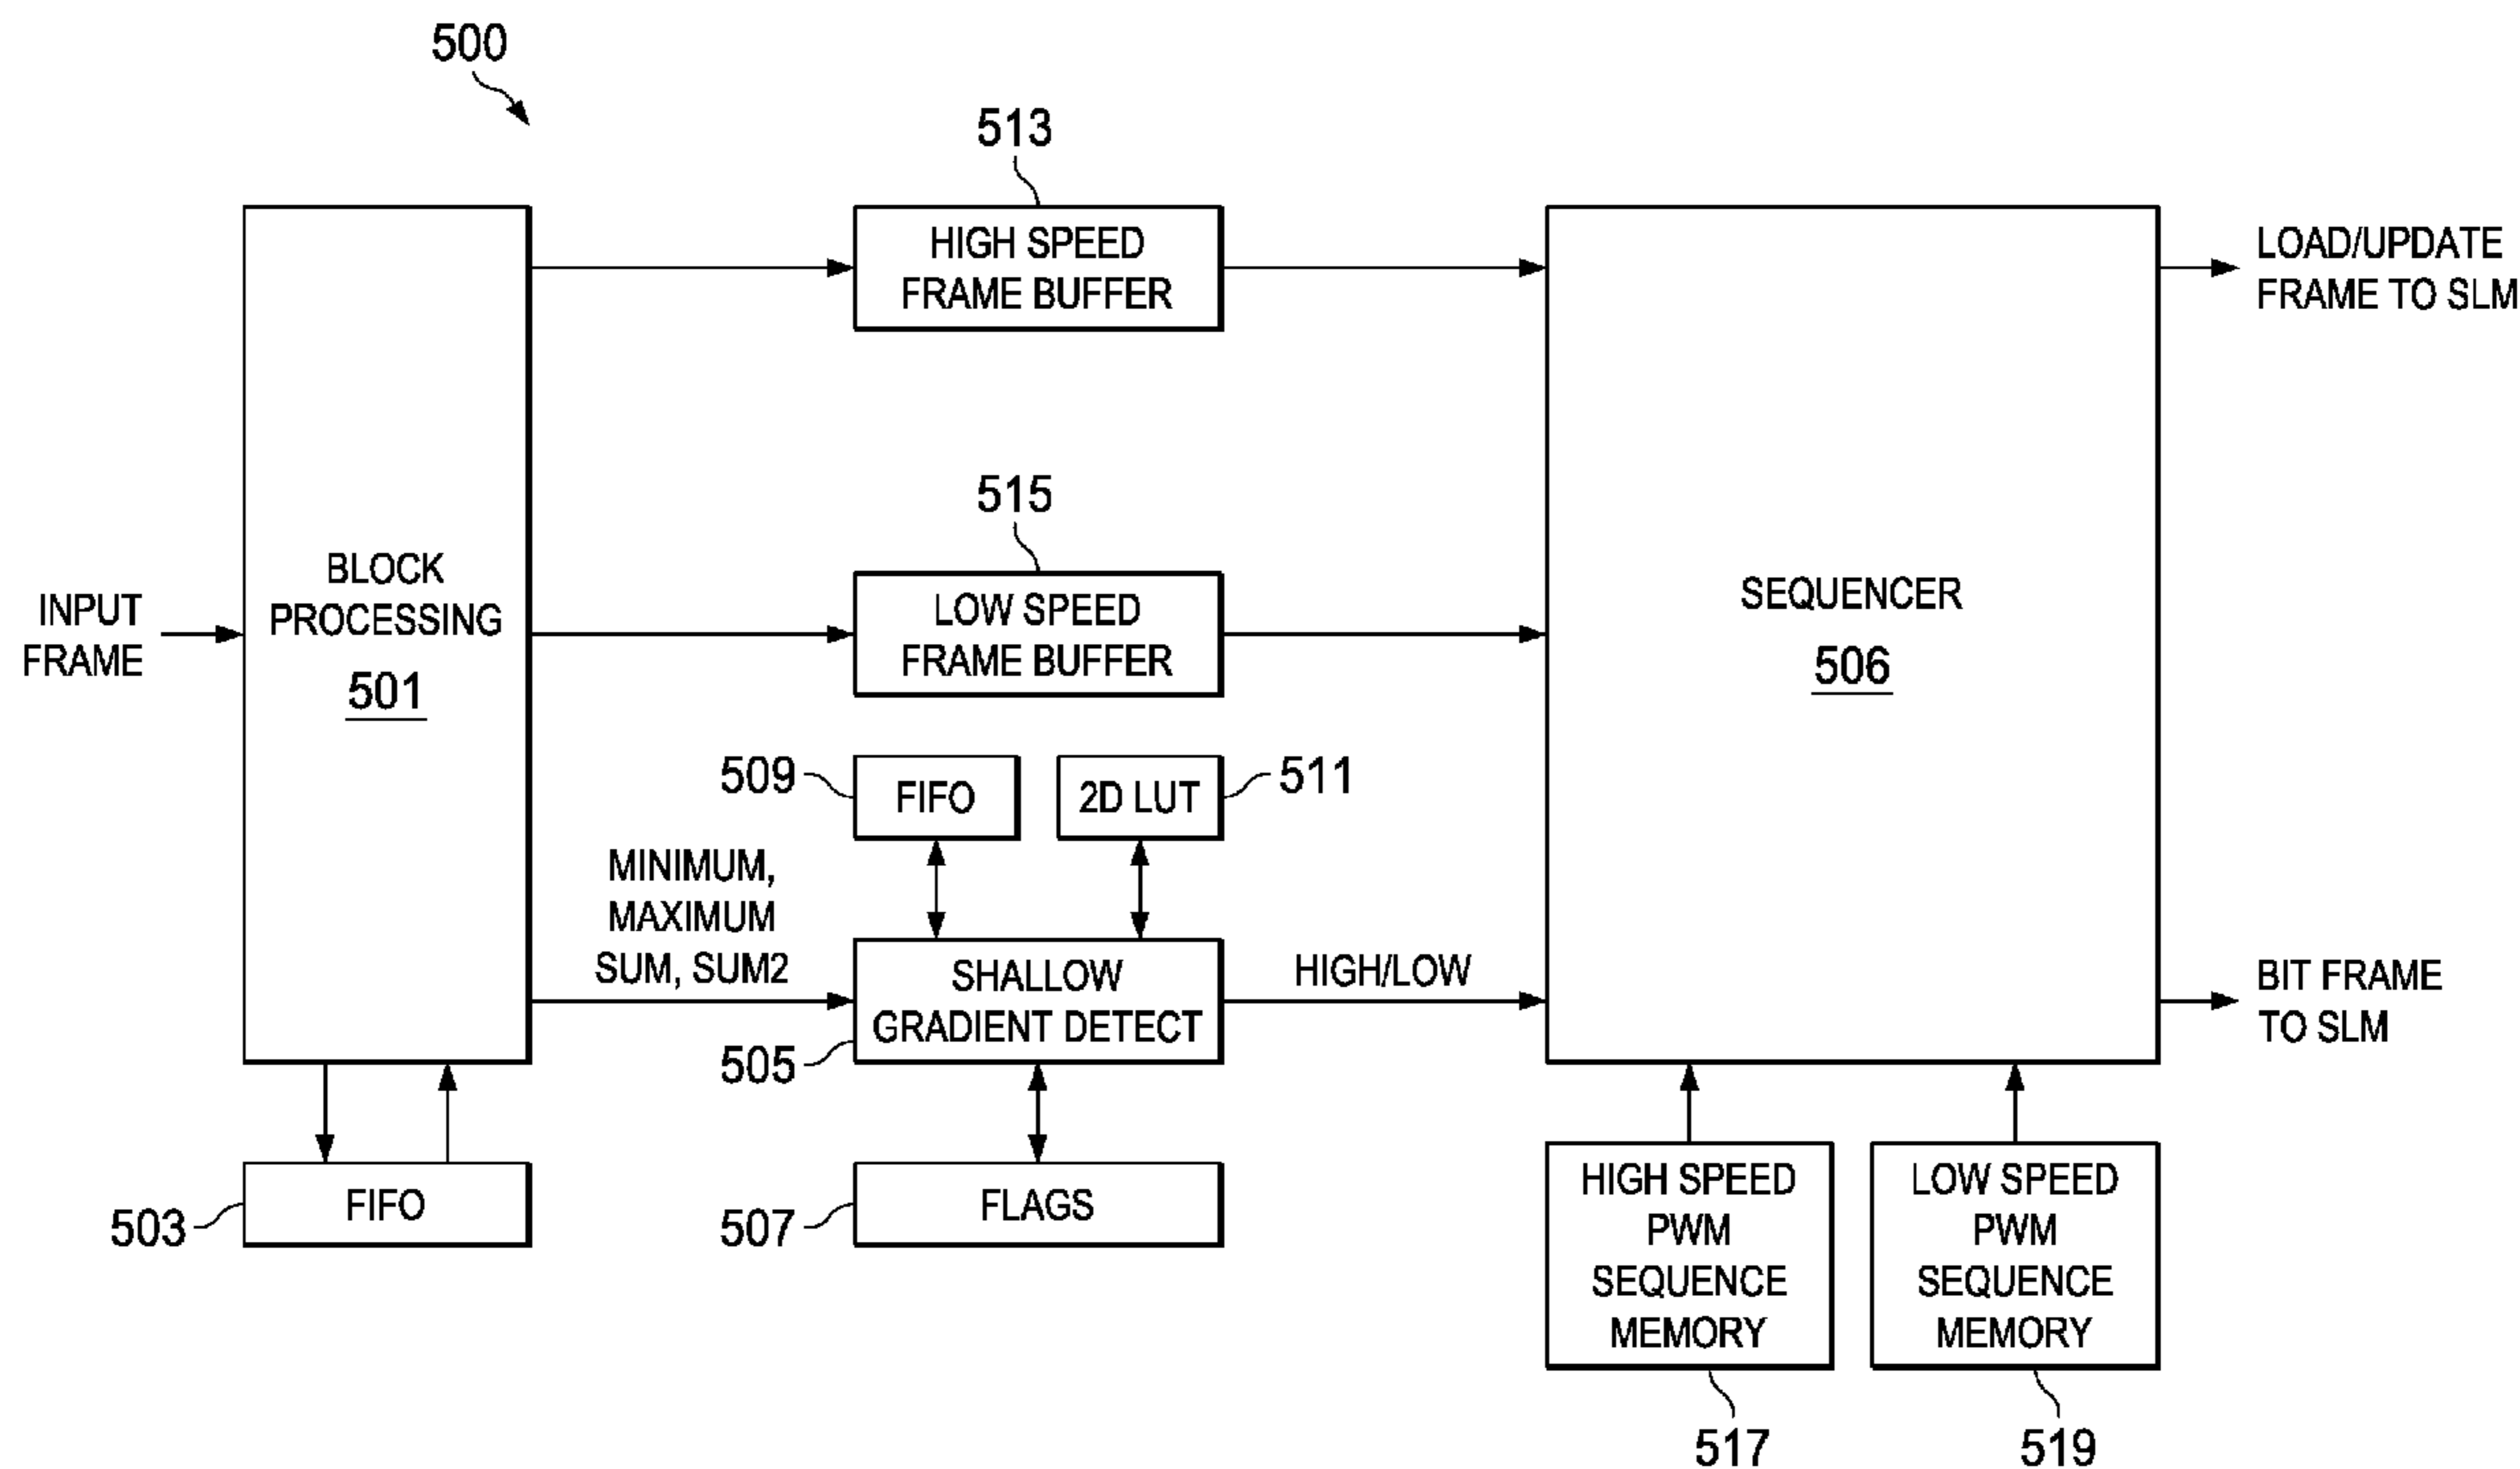 500
513
HIGH SPEED
FRAME BUFFER
LOAD/UPDATE
FRAME TO SLM
515
LOW SPEED
FRAME BUFFER
INPUT
FRAME
BLOCK
PROCESSING
501
SEQUENCER
506
509
FIFO
2D LUT
511
MINIMUM,
MAXIMUM
SUM, SUM2
SHALLOW
GRADIENT DETECT
505
HIGH/LOW
BIT FRAME
TO SLM
503
FIFO
507
FLAGS
HIGH SPEED
PWM
SEQUENCE
MEMORY
517
LOW SPEED
PWM
SEQUENCE
MEMORY
519